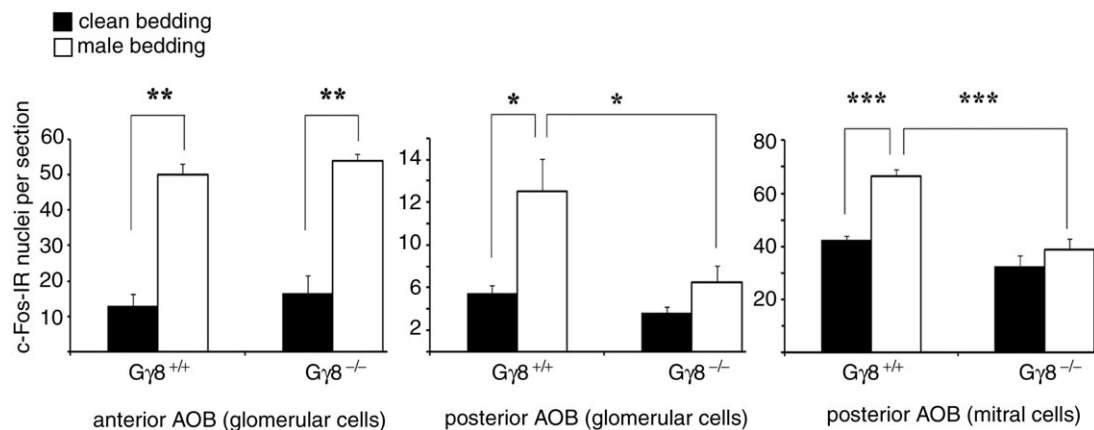 clean bedding
male bedding
c-Fos-IR nuclei per section
**
**
60
50
40
30
20
10
Gγ8 +/+
Gγ8 −/−
anterior AOB (glomerular cells)
*
*
14
12
10
16
8
6
4
2
Gγ8 +/+
Gγ8 −/−
posterior AOB (glomerular cells)
***
***
80
60
40
20
Gγ8 +/+
Gγ8 −/−
posterior AOB (mitral cells)